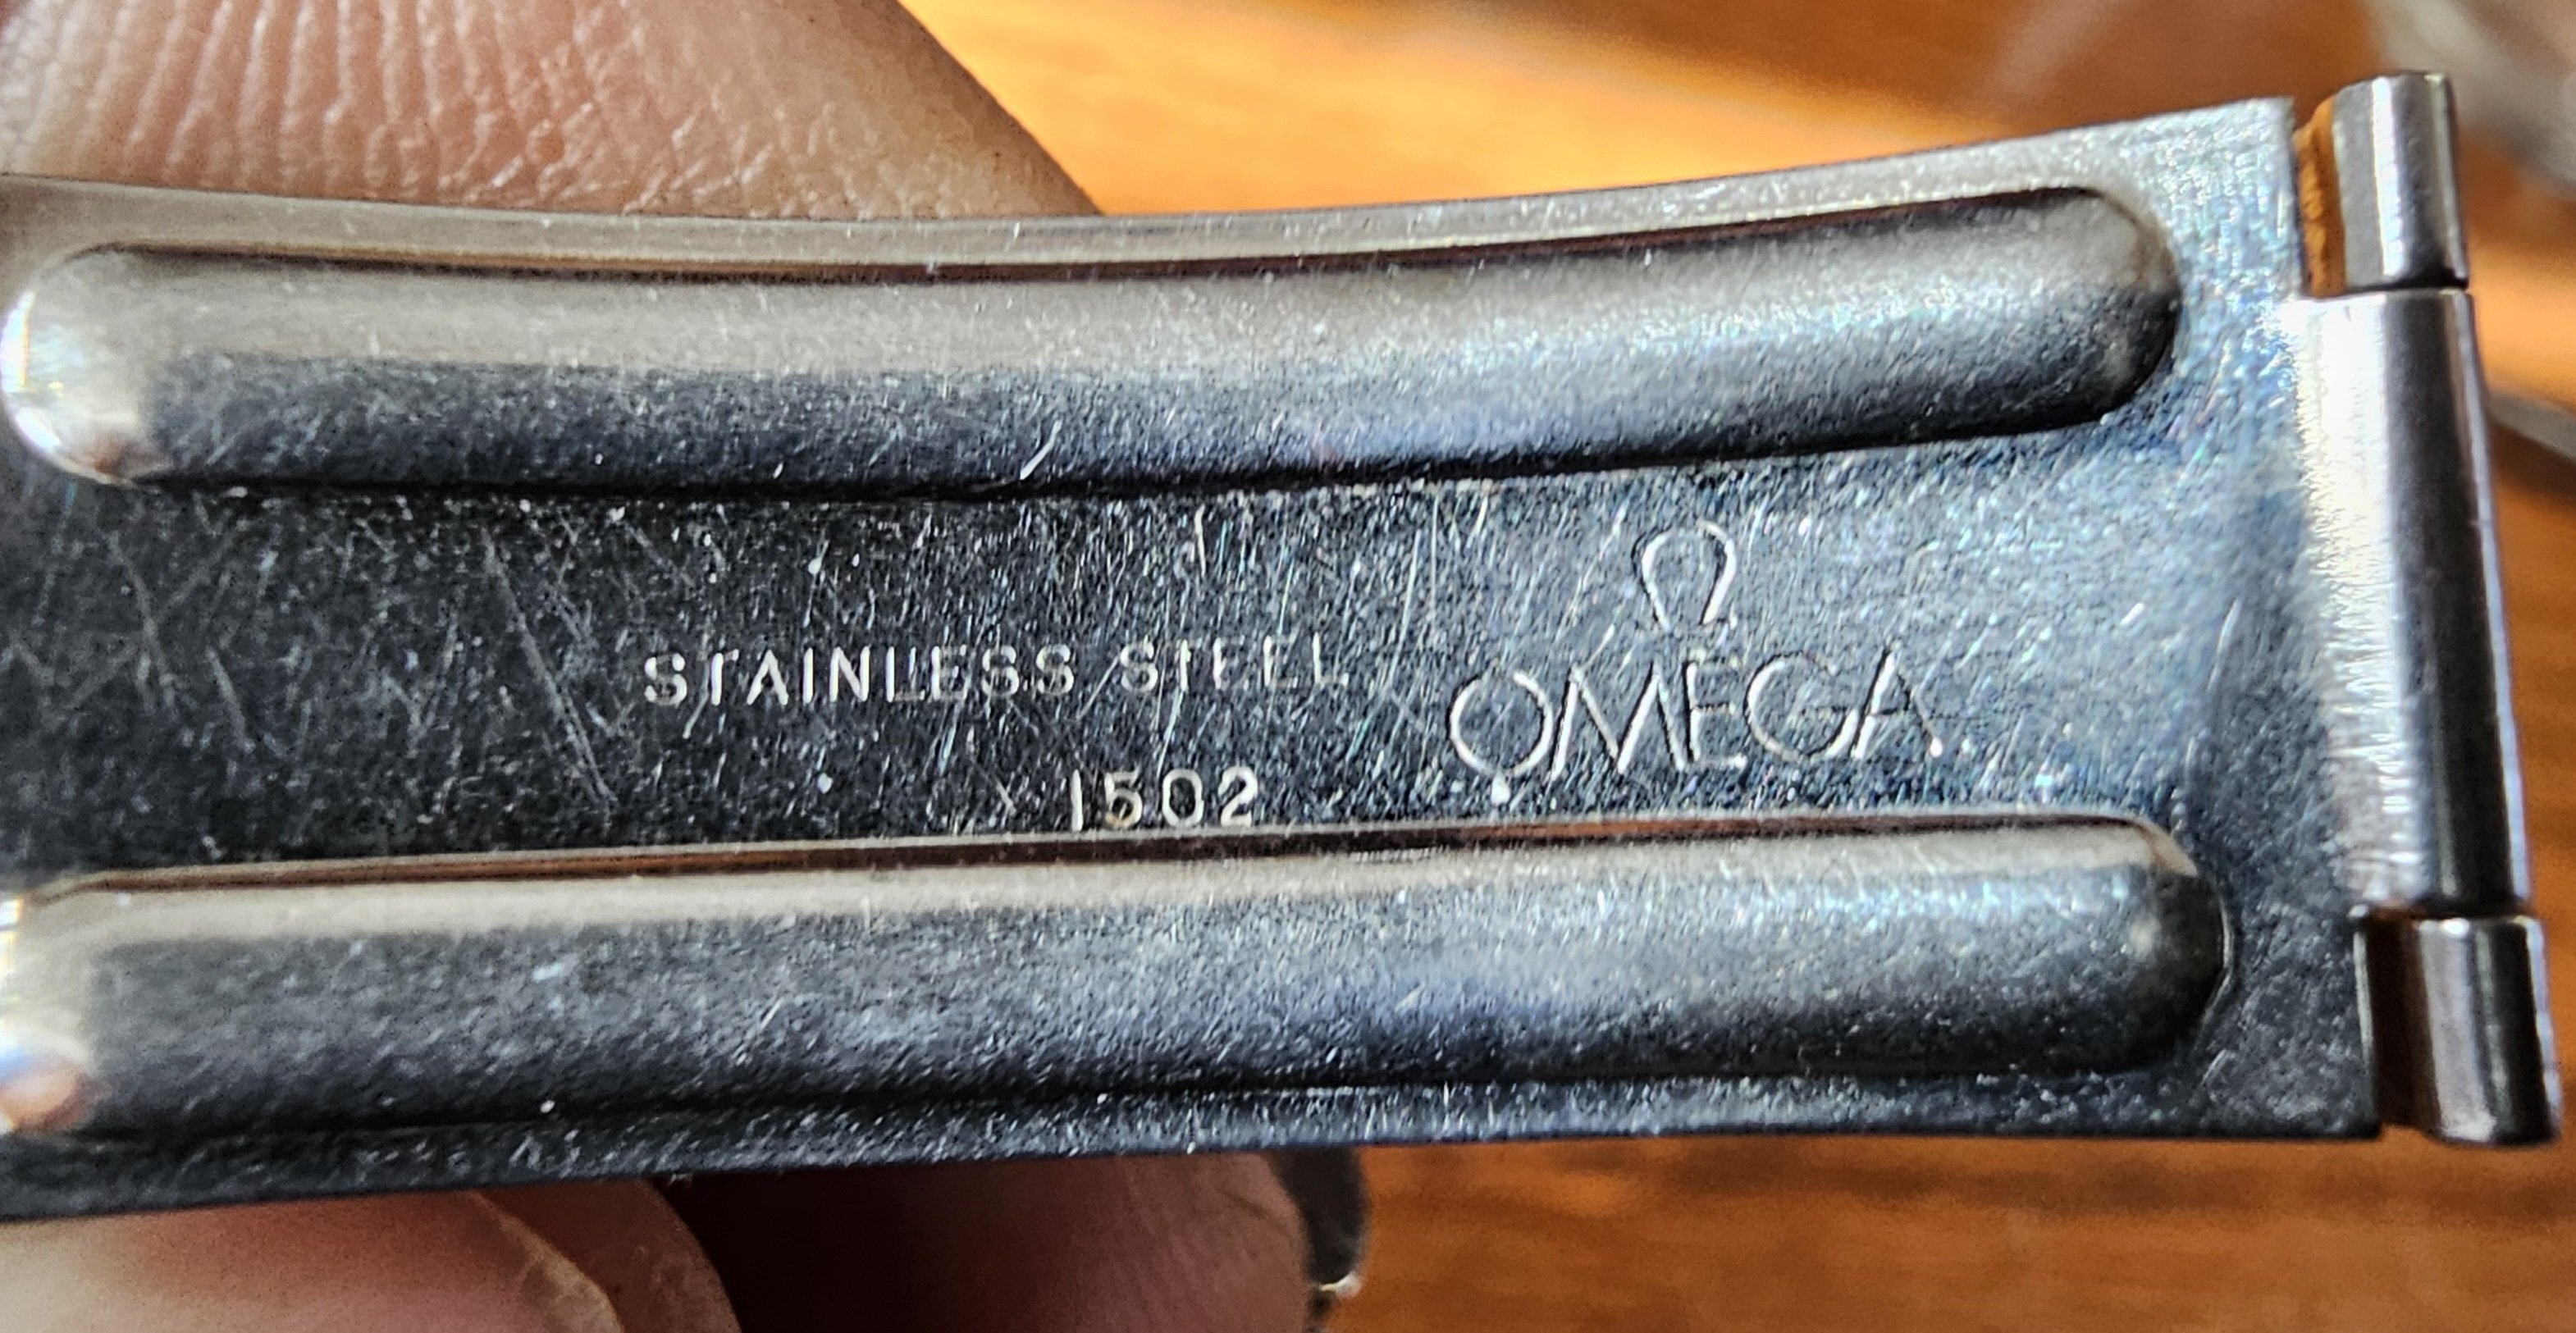 STAINLESS STEEL
Ω
OMEGA
1502